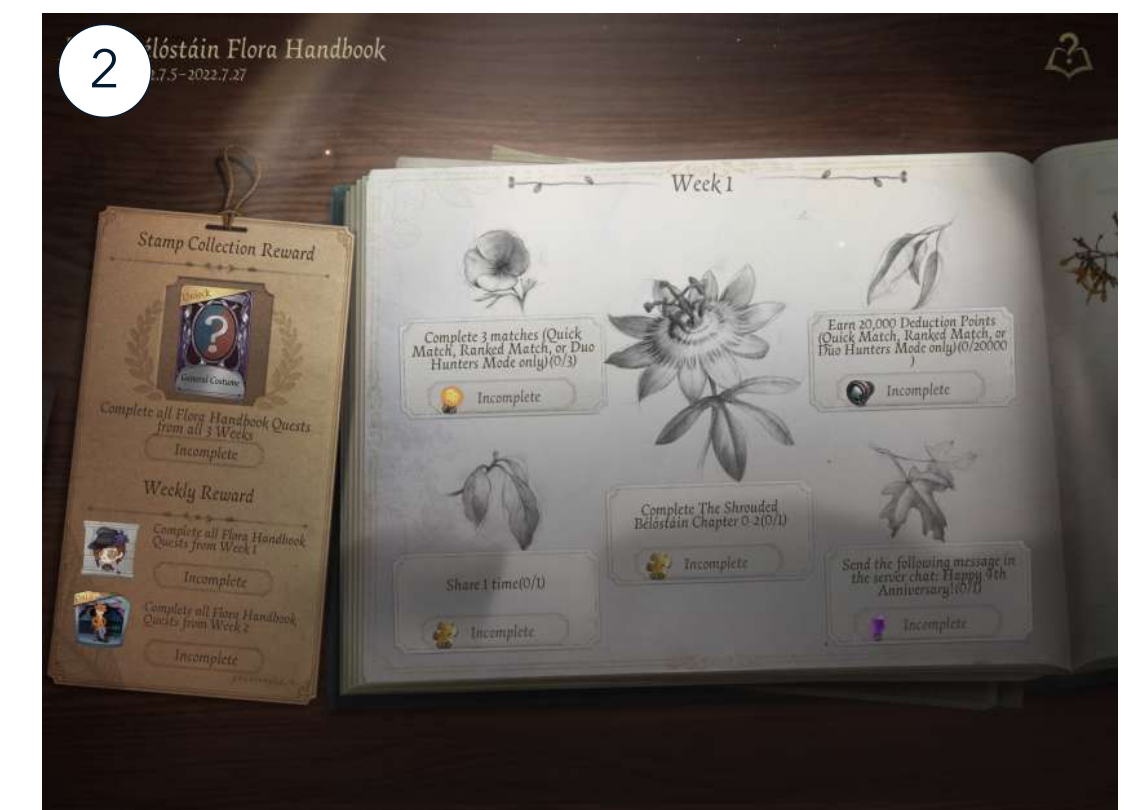 2
élóstáin Flora Handbook
.7.5-2022.7.27
Week 1
Stamp Collection Reward
Unlock
?
General Costume
Complete all Flora Handbook Quests
from all 3 Weeks
Incomplete
Weekly Reward
Complete all Flora Handbook
Quests from Week 1
Incomplete
Complete all Flora Handbook
Quests from Week 2
Incomplete
Complete 3 matches (Quick
Match, Ranked Match, or Duo
Hunters Mode only)(0/3)
Incomplete
Earn 20,000 Deduction Points
(Quick Match, Ranked Match, or
Duo Hunters Mode only)(0/20000
)
Incomplete
Complete The Shrouded
Bélóstáin Chapter 0-2(0/1)
Incomplete
Share 1 time(0/1)
Incomplete
Send the following message in
the server chat: Happy 4th
Anniversary!(0/1)
Incomplete